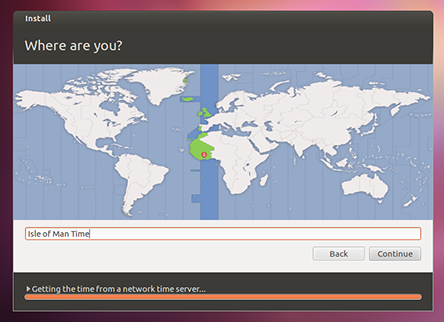 Install
Where are you?
Isle of Man Time
Back
Continue
Getting the time from a network time server...